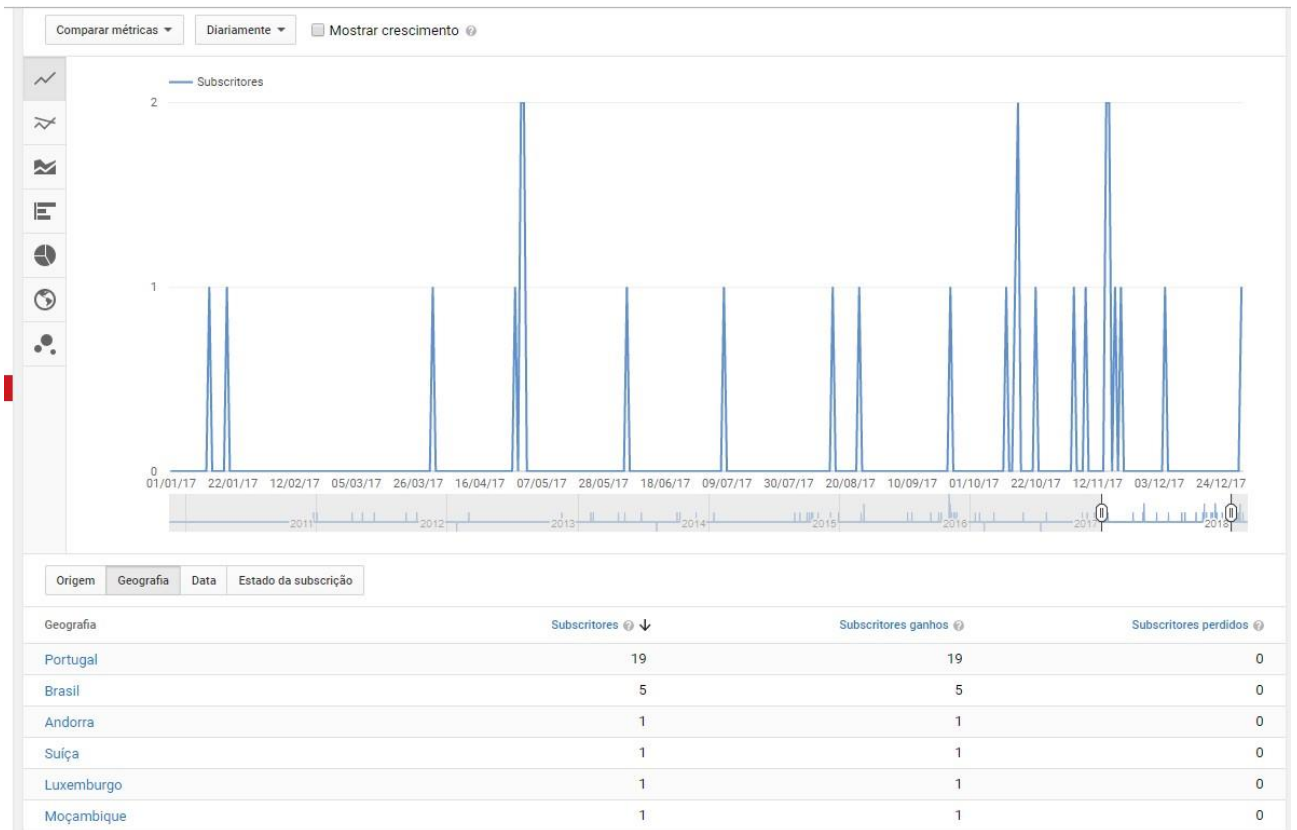 Comparar métricas Diariamente Mostrar crescimento
Subscritores
2
1
0
01/01/17 22/01/17 12/02/17 05/03/17 26/03/17 16/04/17 07/05/17 28/05/17 18/06/17 09/07/17 30/07/17 20/08/17 10/09/17 01/10/17 22/10/17 12/11/17 03/12/17 24/12/17
2011 2012 2013 2014 2015 2016 2017 2018
Origem Geografia Data Estado da subscrição
Geografia Subscritores Subscritores ganhos Subscritores perdidos
Portugal 19 19 0
Brasil 5 5 0
Andorra 1 1 0
Suíça 1 1 0
Luxemburgo 1 1 0
Moçambique 1 1 0